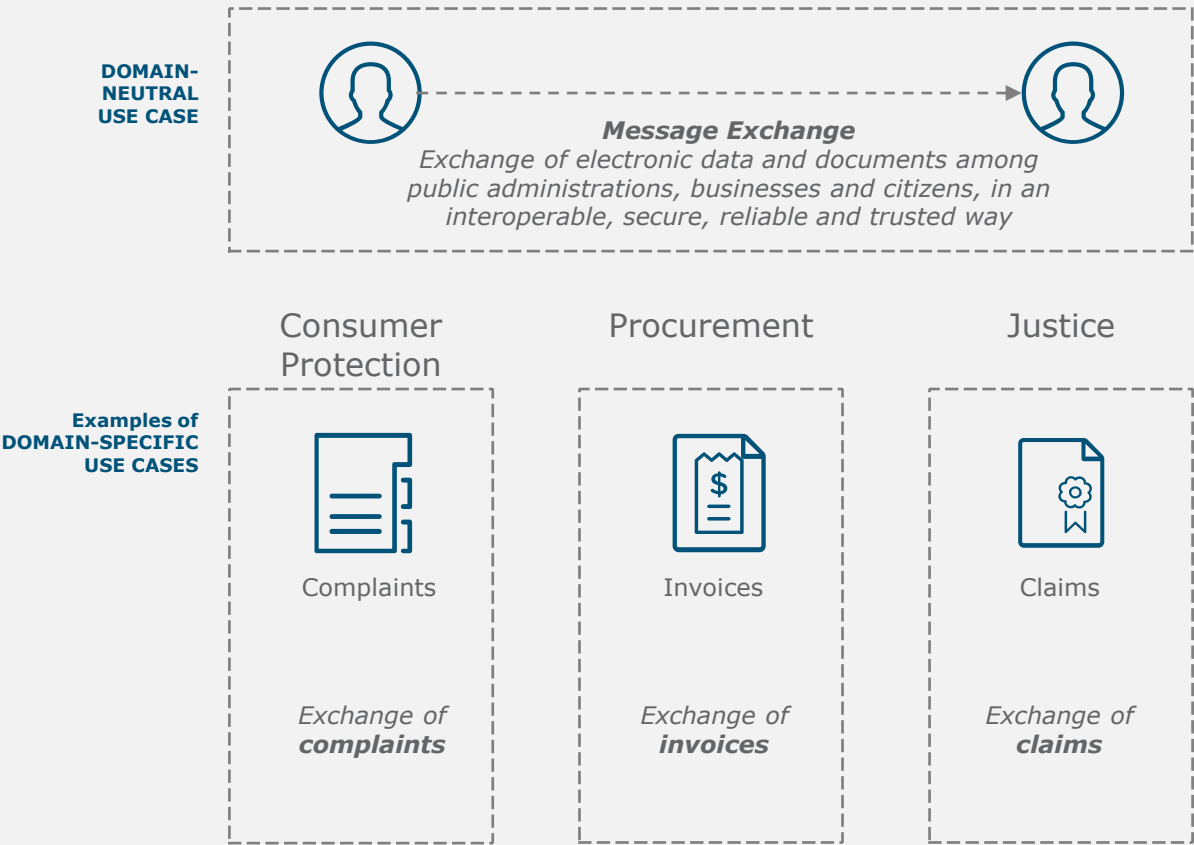 DOMAIN-
NEUTRAL
USE CASE
Message Exchange
Exchange of electronic data and documents among
public administrations, businesses and citizens, in an
interoperable, secure, reliable and trusted way
Consumer
Protection
Procurement
Justice
Examples of
DOMAIN-SPECIFIC
USE CASES
$
Complaints
Invoices
Claims
Exchange of
complaints
Exchange of
invoices
Exchange of
claims